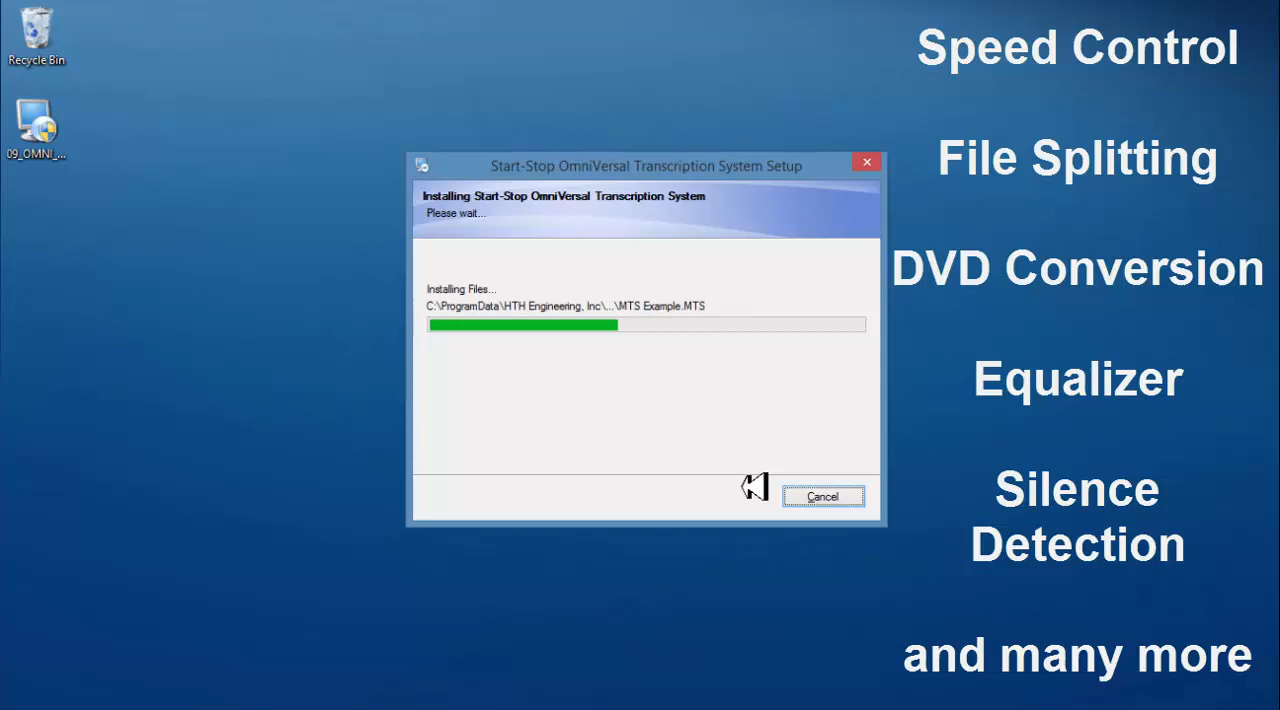 Recycle Bin
09_OMNI_...
Start-Stop OmniVersal Transcription System Setup
Installing Start-Stop OmniVersal Transcription System
Please wait...
Installing Files...
C:\ProgramData\HTH Engineering, Inc\...\MTS Example.MTS
Cancel
Speed Control
File Splitting
DVD Conversion
Equalizer
Silence
Detection
and many more